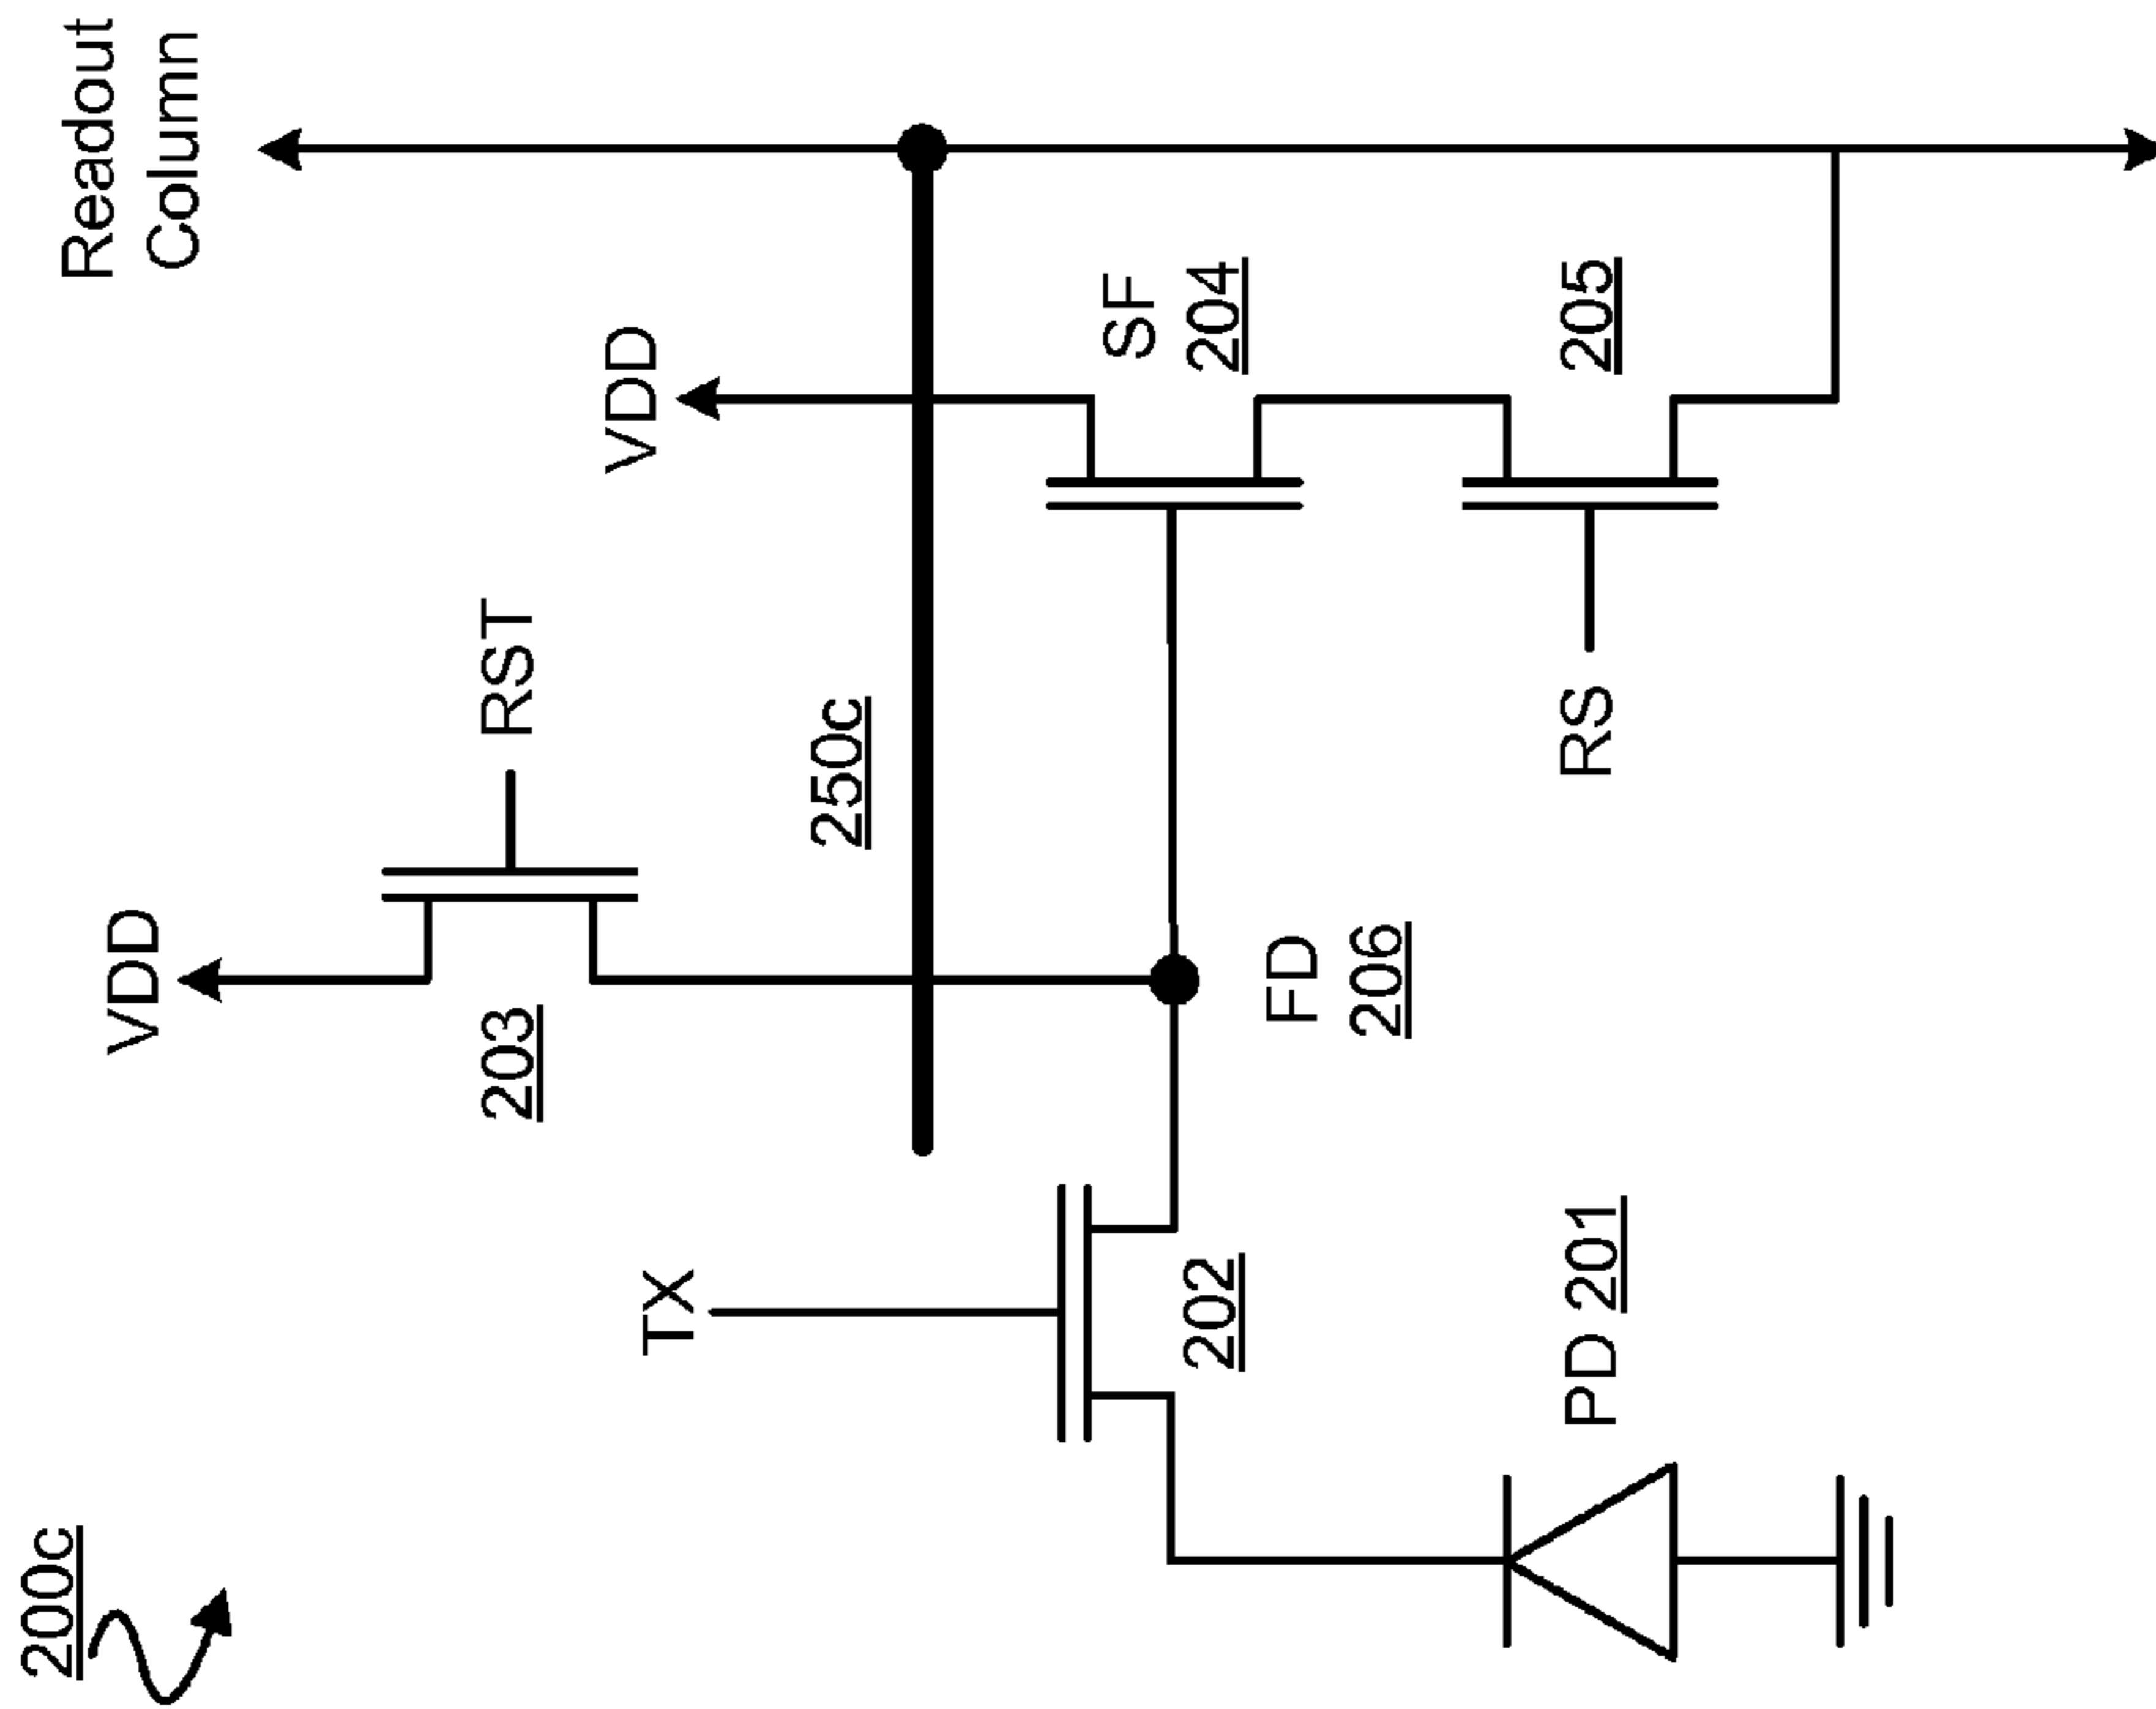 200c
Readout
Column
VDD
203
RST
VDD
TX
250c
SF
204
202
FD
206
RS
205
PD 201